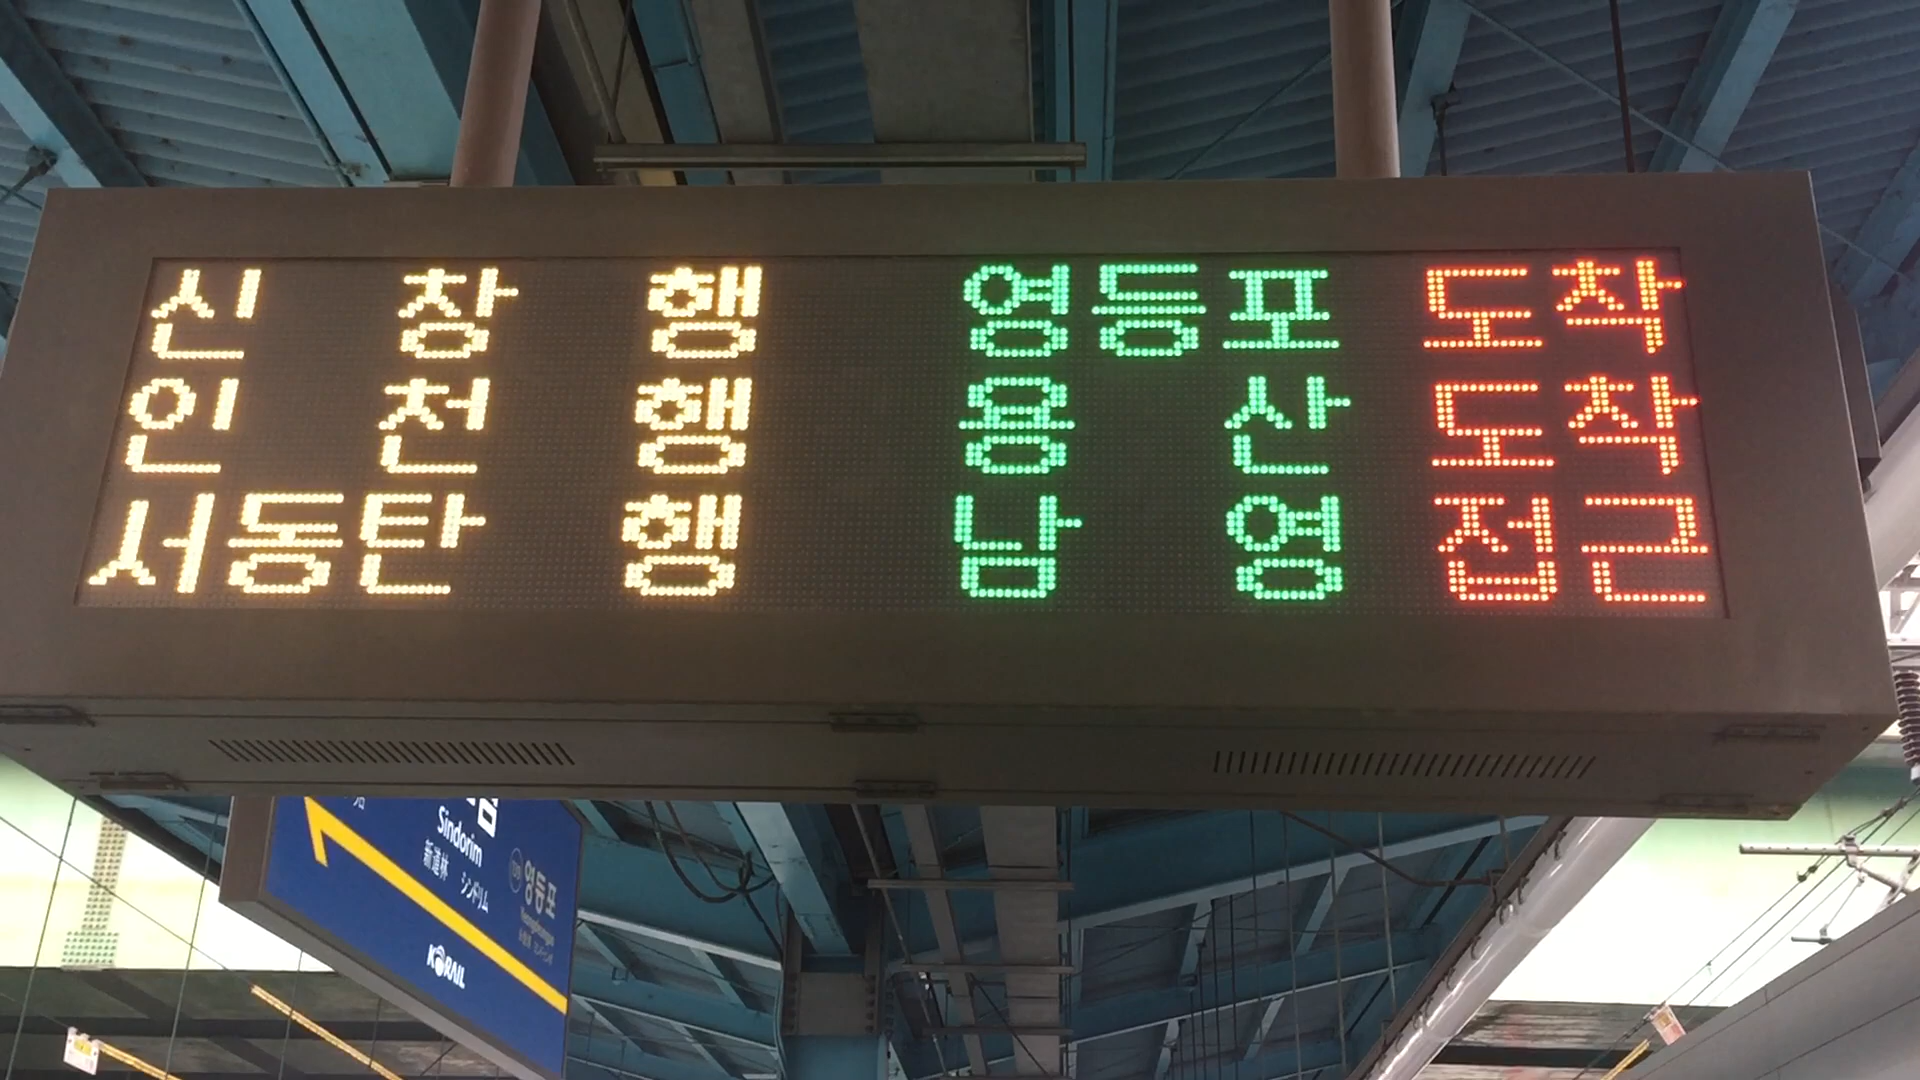 신 창 행 영등포 도착
인 천 행 용 산 도착
서동탄 행 남 영 접근
Sindorim
新道林 シンドリム
영등포
Yeongdeungpo
KORAIL